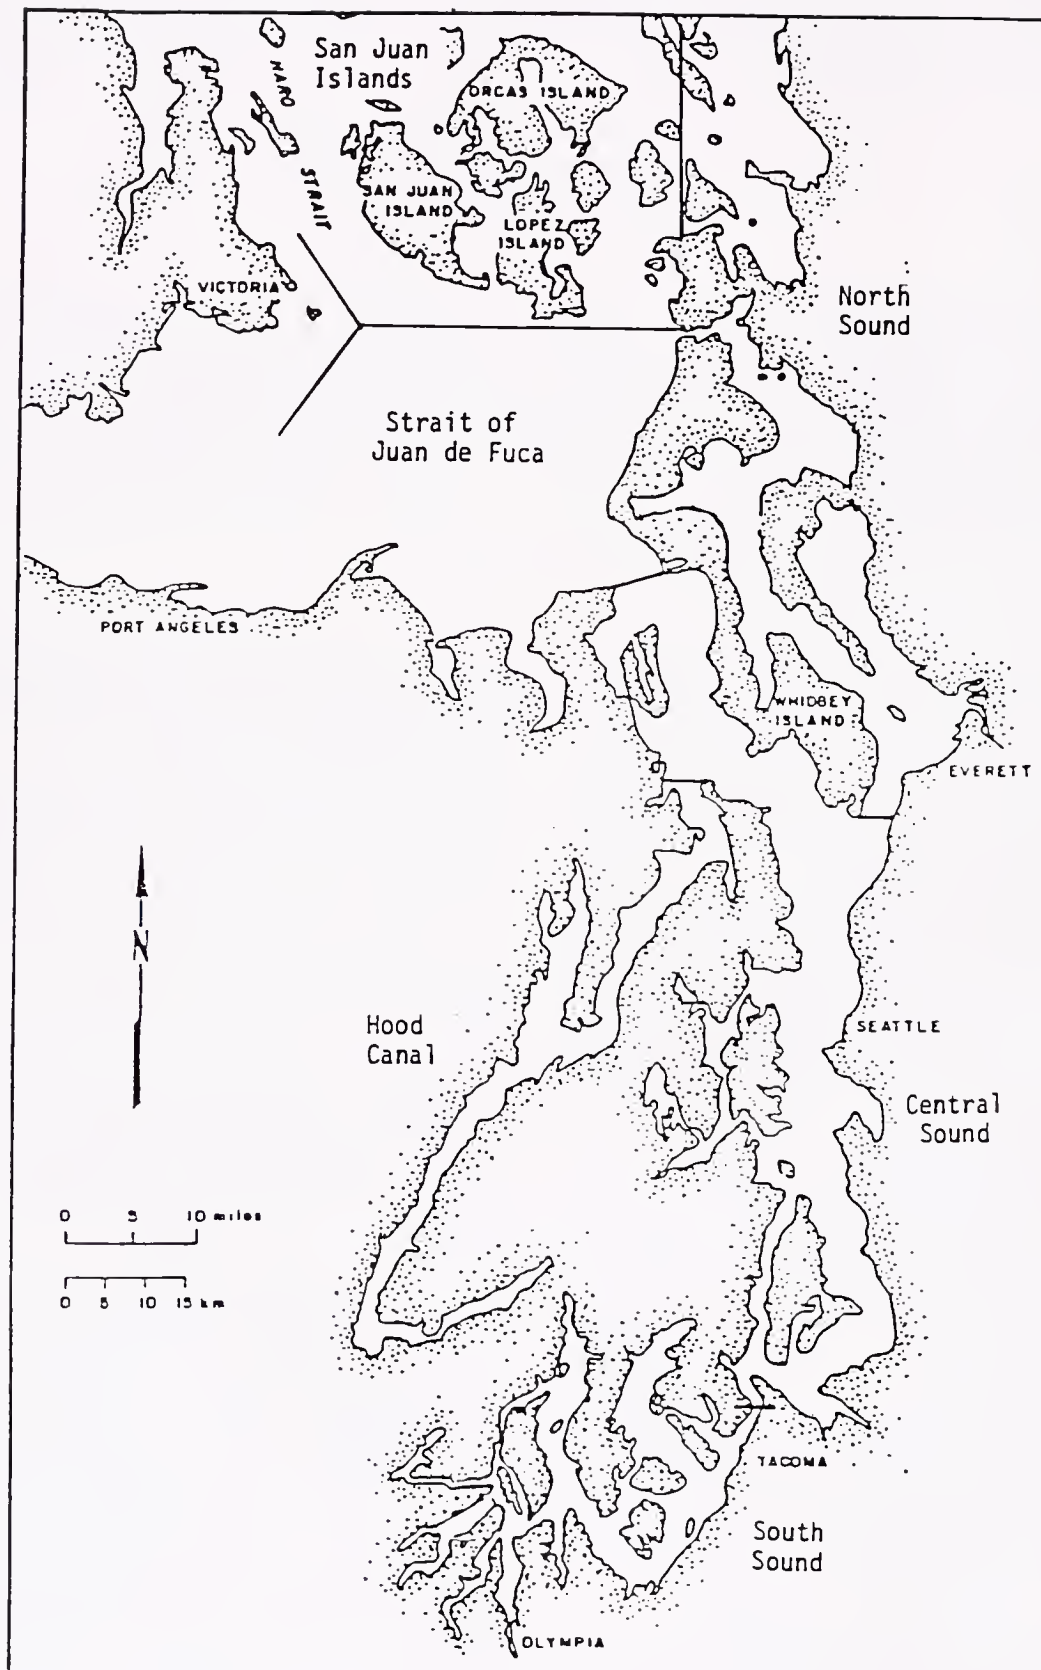 San Juan
Islands
HARO STRAIT
ORCAS ISLAND
SAN JUAN
ISLAND
LOPEZ
ISLAND
VICTORIA
North
Sound
Strait of
Juan de Fuca
PORT ANGELES
WHIDBEY
ISLAND
EVERETT
N
Hood
Canal
SEATTLE
Central
Sound
0 5 10 miles
0 5 10 15 km
TACOMA
South
Sound
OLYMPIA